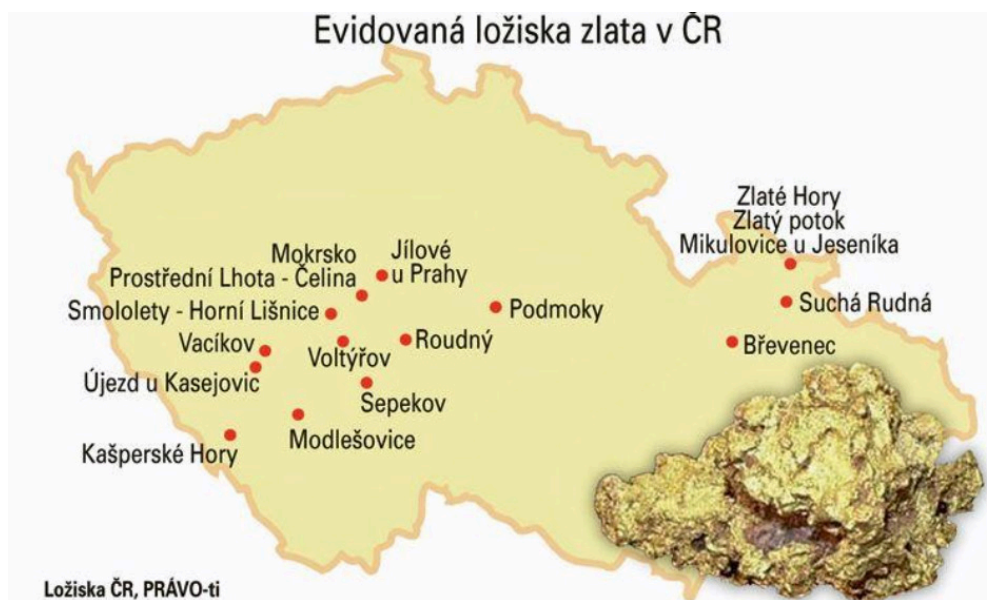 Evidovaná ložiska zlata v ČR
Zlaté Hory
Zlatý potok
Mikulovice u Jeseníka
Mokrsko
Prostřední Lhota - Čelina
Jílové
u Prahy
Smololety - Horní Lišnice
Podmoky
Suchá Rudná
Vacíkov
Voltýřov
Roudný
Břevenec
Újezd u Kasejovic
Sepekov
Modlešovice
Kašperské Hory
Ložiska ČR, PRÁVO-ti